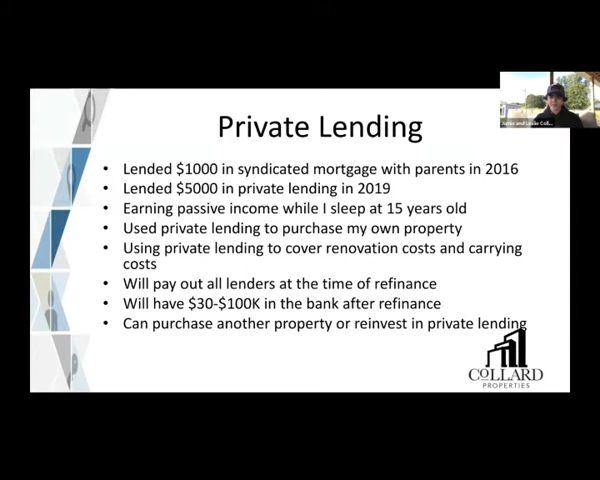 Private Lending
• Lended $1000 in syndicated mortgage with parents in 2016
• Lended $5000 in private lending in 2019
• Earning passive income while I sleep at 15 years old
• Used private lending to purchase my own property
• Using private lending to cover renovation costs and carrying
costs
• Will pay out all lenders at the time of refinance
• Will have $30-$100K in the bank after refinance
• Can purchase another property or reinvest in private lending
COLLARD
PROPERTIES